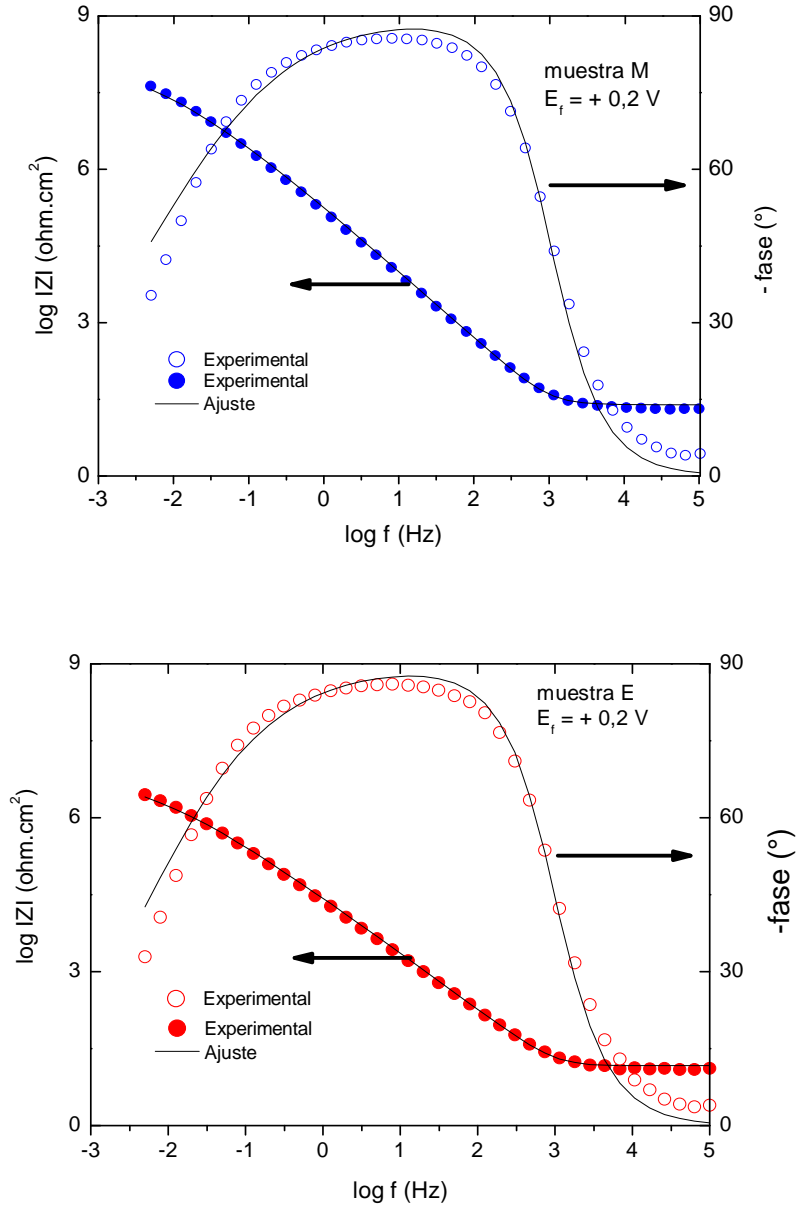 90
60
30
0
9
6
3
0
-3
-2
-1
0
1
2
3
4
5
muestra M
E_f = + 0,2 V
Experimental
Experimental
Ajuste
log IZI (ohm.cm²)
- fase (°)
log f (Hz)
90
60
30
0
9
6
3
0
-3
-2
-1
0
1
2
3
4
5
muestra E
E_f = + 0,2 V
Experimental
Experimental
Ajuste
log IZI (ohm.cm²)
-fase (°)
log f (Hz)